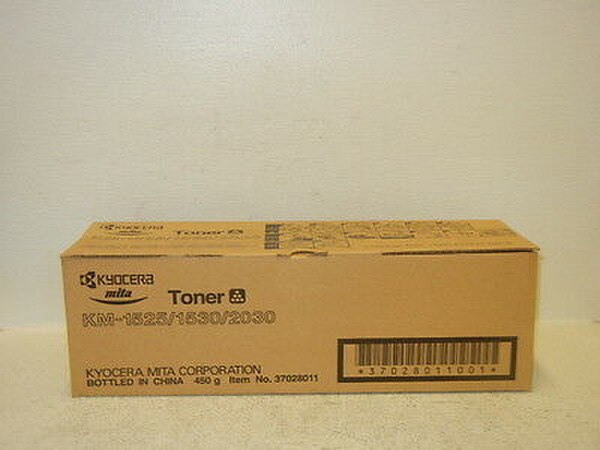 KYOCERA
mita
Toner
KYOCERA
mita
Toner
KM-1525/1530/2030
KYOCERA MITA CORPORATION
BOTTLED IN CHINA 450 g Item No. 37028011
*37028011001*